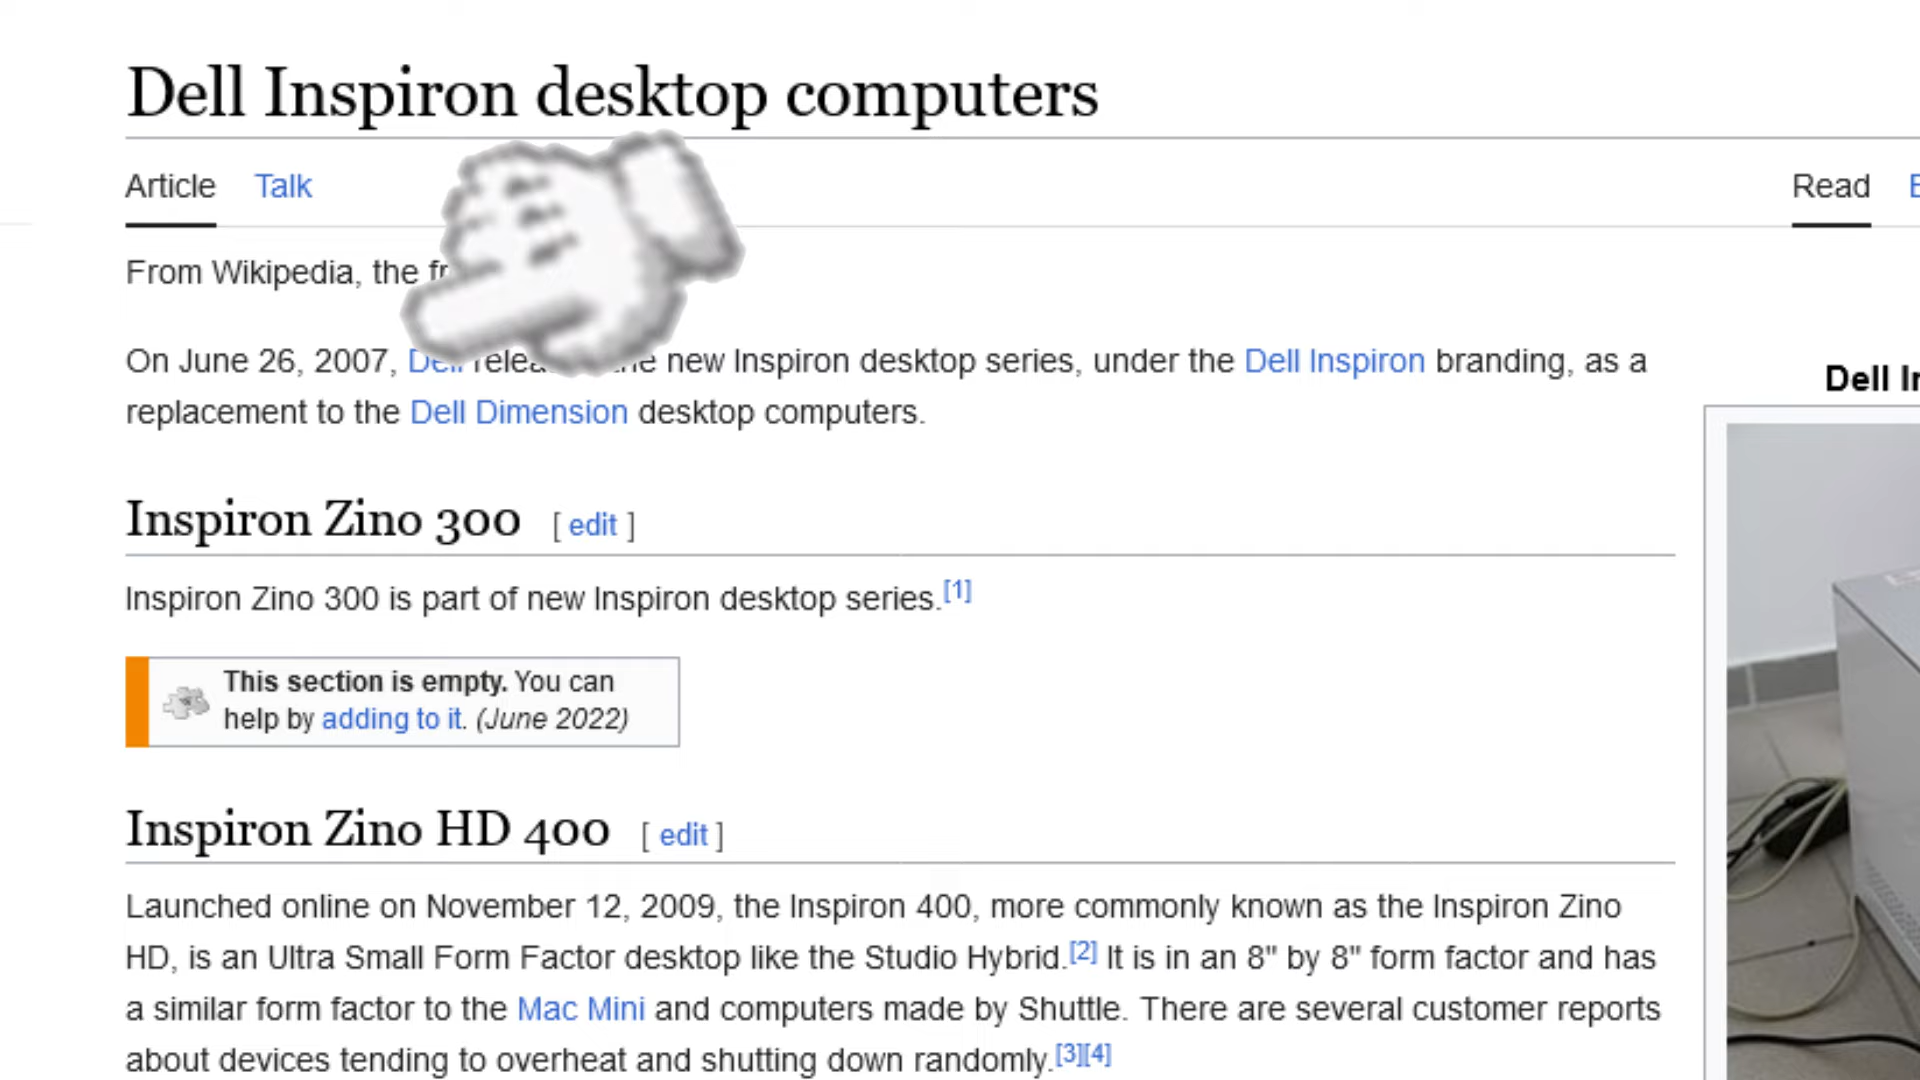 Dell Inspiron desktop computers
Article Talk Read
From Wikipedia, the
On June 26, 2007, Dell new Inspiron desktop series, under the Dell Inspiron branding, as a
replacement to the Dell Dimension desktop computers.
Dell
Inspiron Zino 300 [ edit ]
Inspiron Zino 300 is part of new Inspiron desktop series.[1]
This section is empty. You can
help by adding to it. (June 2022)
Inspiron Zino HD 400 [ edit ]
Launched online on November 12, 2009, the Inspiron 400, more commonly known as the Inspiron Zino
HD, is an Ultra Small Form Factor desktop like the Studio Hybrid.[2] It is in an 8" by 8" form factor and has
a similar form factor to the Mac Mini and computers made by Shuttle. There are several customer reports
about devices tending to overheat and shutting down randomly.[3][4]